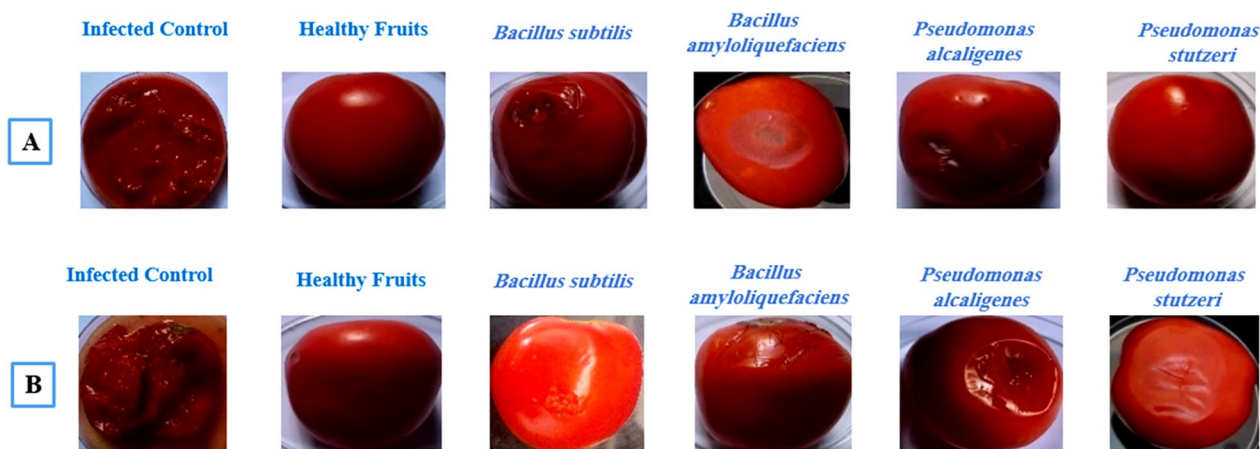 Infected Control
Healthy Fruits
Bacillus subtilis
Bacillus
amyloliquefaciens
Pseudomonas
alcaligenes
Pseudomonas
stutzeri
A
Infected Control
Healthy Fruits
Bacillus subtilis
Bacillus
amyloliquefaciens
Pseudomonas
alcaligenes
Pseudomonas
stutzeri
B